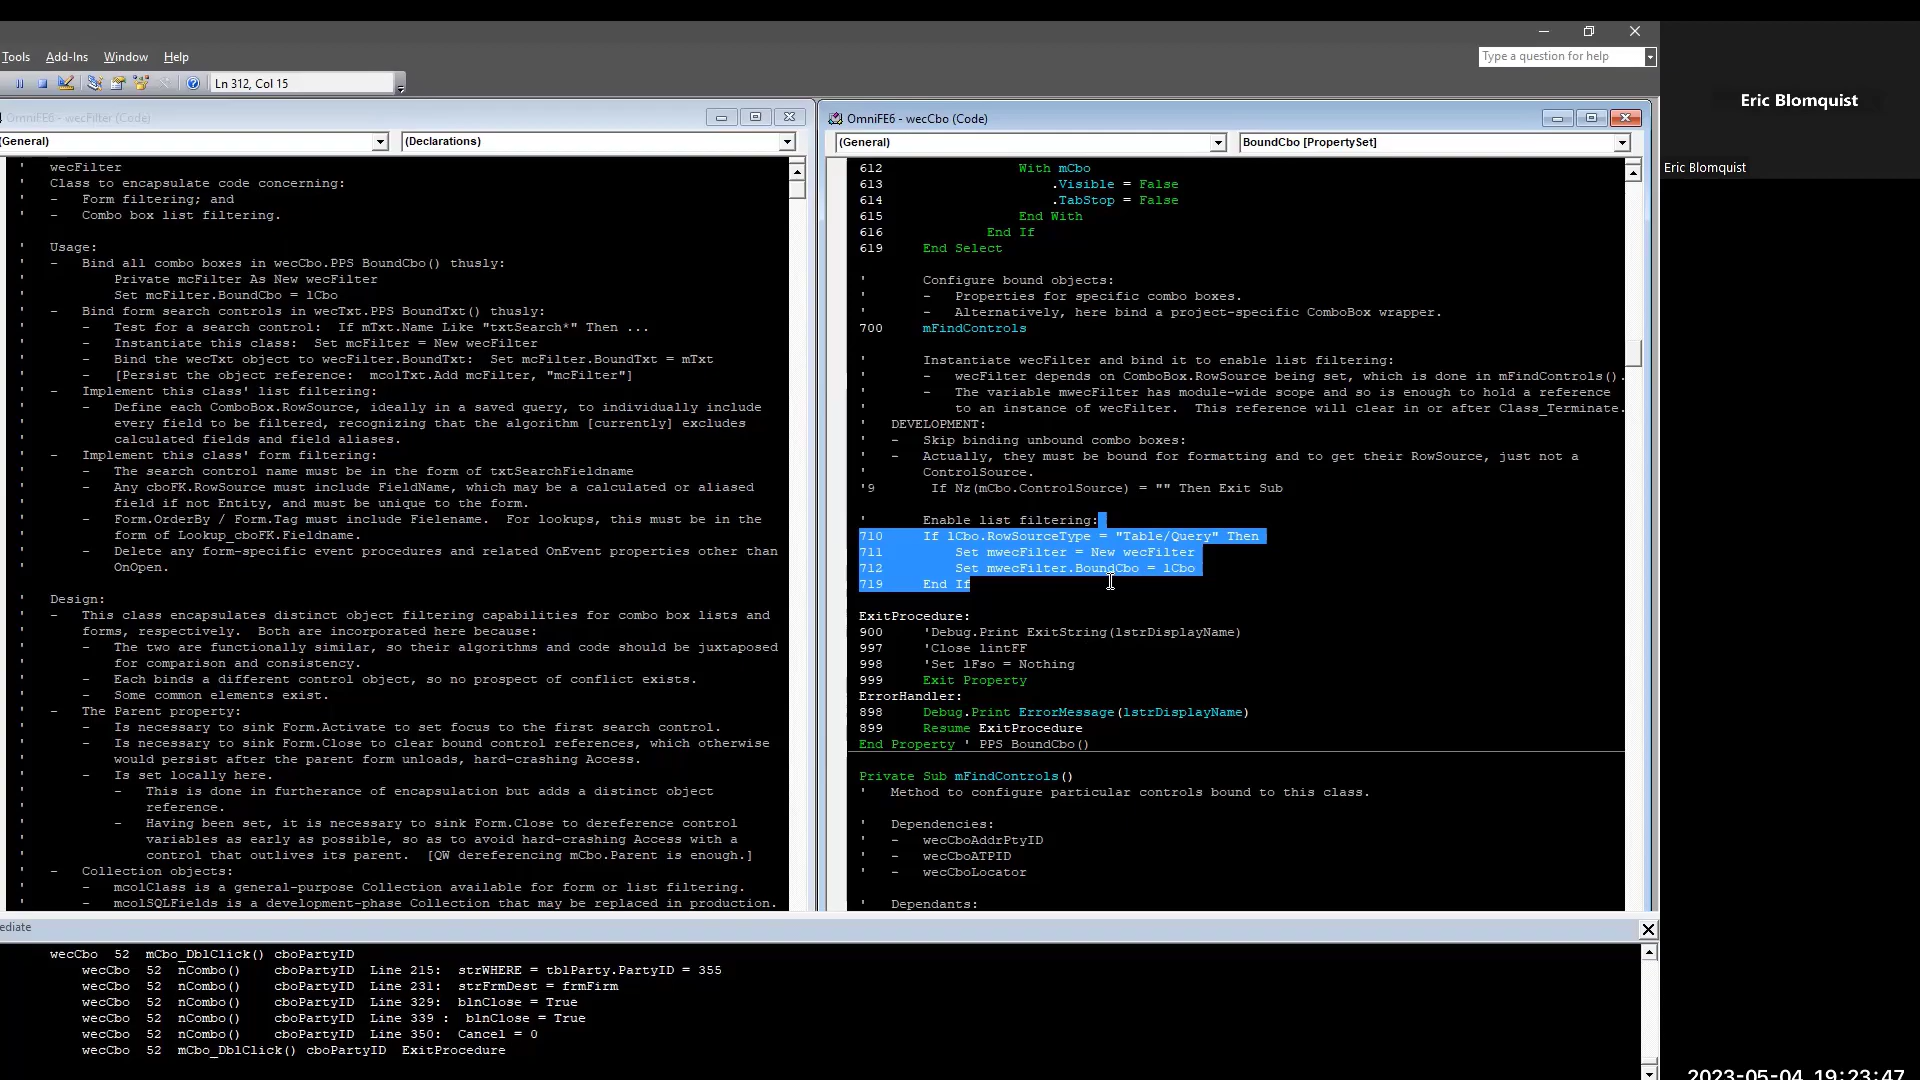 Tools Add-Ins Window Help
Type a question for help
Ln 312, Col 15
Eric Blomquist
Eric Blomquist
OmniFE6 - wecFilter (Code)
(General) (Declarations)
' wecFilter
' Class to encapsulate code concerning:
' - Form filtering; and
' - Combo box list filtering.
' Usage:
' - Bind all combo boxes in wecCbo.PPS BoundCbo() thusly:
' Private mcFilter As New wecFilter
' Set mcFilter.BoundCbo = lCbo
' - Bind form search controls in wecTxt.PPS BoundTxt() thusly:
' - Test for a search control: If mTxt.Name Like "txtSearch*" Then ...
' - Instantiate this class: Set mcFilter = New wecFilter
' - Bind the wecTxt object to wecFilter.BoundTxt: Set mcFilter.BoundTxt = mTxt
' - [Persist the object reference: mcolTxt.Add mcFilter, "mcFilter"]
' - Implement this class' list filtering:
' - Define each ComboBox.RowSource, ideally in a saved query, to individually include
' every field to be filtered, recognizing that the algorithm [currently] excludes
' calculated fields and field aliases.
' - Implement this class' form filtering:
' - The search control name must be in the form of txtSearchFieldname
' - Any cboFK.RowSource must include FieldName, which may be a calculated or aliased
' field if not Entity, and must be unique to the form.
' - Form.OrderBy / Form.Tag must include Fielename. For lookups, this must be in the
' form of Lookup_cboFK.Fieldname.
' - Delete any form-specific event procedures and related OnEvent properties other than
' OnOpen.
' Design:
' - This class encapsulates distinct object filtering capabilities for combo box lists and
' forms, respectively. Both are incorporated here because:
' - The two are functionally similar, so their algorithms and code should be juxtaposed
' for comparison and consistency.
' - Each binds a different control object, so no prospect of conflict exists.
' - Some common elements exist.
' - The Parent property:
' - Is necessary to sink Form.Activate to set focus to the first search control.
' - Is necessary to sink Form.Close to clear bound control references, which otherwise
' would persist after the parent form unloads, hard-crashing Access.
' - Is set locally here.
' - This is done in furtherance of encapsulation but adds a distinct object
' reference.
' - Having been set, it is necessary to sink Form.Close to dereference control
' variables as early as possible, so as to avoid hard-crashing Access with a
' control that outlives its parent. [QW dereferencing mCbo.Parent is enough.]
' - Collection objects:
' - mcolClass is a general-purpose Collection available for form or list filtering.
' - mcolSQLFields is a development-phase Collection that may be replaced in production.
OmniFE6 - wecCbo (Code)
(General) BoundCbo [PropertySet]
612 With mCbo
613 .Visible = False
614 .TabStop = False
615 End With
616 End If
619 End Select
' Configure bound objects:
' - Properties for specific combo boxes.
' - Alternatively, here bind a project-specific ComboBox wrapper.
700 mFindControls
' Instantiate wecFilter and bind it to enable list filtering:
' - wecFilter depends on ComboBox.RowSource being set, which is done in mFindControls().
' - The variable mwecFilter has module-wide scope and so is enough to hold a reference
' to an instance of wecFilter. This reference will clear in or after Class_Terminate.
' DEVELOPMENT:
' - Skip binding unbound combo boxes:
' - Actually, they must be bound for formatting and to get their RowSource, just not a
' ControlSource.
'9 If Nz(mCbo.ControlSource) = "" Then Exit Sub
' Enable list filtering:
710 If lCbo.RowSourceType = "Table/Query" Then
711 Set mwecFilter = New wecFilter
712 Set mwecFilter.BoundCbo = lCbo
719 End If
ExitProcedure:
900 'Debug.Print ExitString(lstrDisplayName)
997 'Close lintFF
998 'Set lFso = Nothing
999 Exit Property
ErrorHandler:
898 Debug.Print ErrorMessage(lstrDisplayName)
899 Resume ExitProcedure
End Property ' PPS BoundCbo()
Private Sub mFindControls()
' Method to configure particular controls bound to this class.
' Dependencies:
' - wecCboAddrPtyID
' - wecCboATPID
' - wecCboLocator
' Dependants:
ediate
wecCbo 52 mCbo_DblClick() cboPartyID
wecCbo 52 nCombo() cboPartyID Line 215: strWHERE = tblParty.PartyID = 355
wecCbo 52 nCombo() cboPartyID Line 231: strFrmDest = frmFirm
wecCbo 52 nCombo() cboPartyID Line 329: blnClose = True
wecCbo 52 nCombo() cboPartyID Line 339 : blnClose = True
wecCbo 52 nCombo() cboPartyID Line 350: Cancel = 0
wecCbo 52 mCbo_DblClick() cboPartyID ExitProcedure
2023-05-04 19:23:47